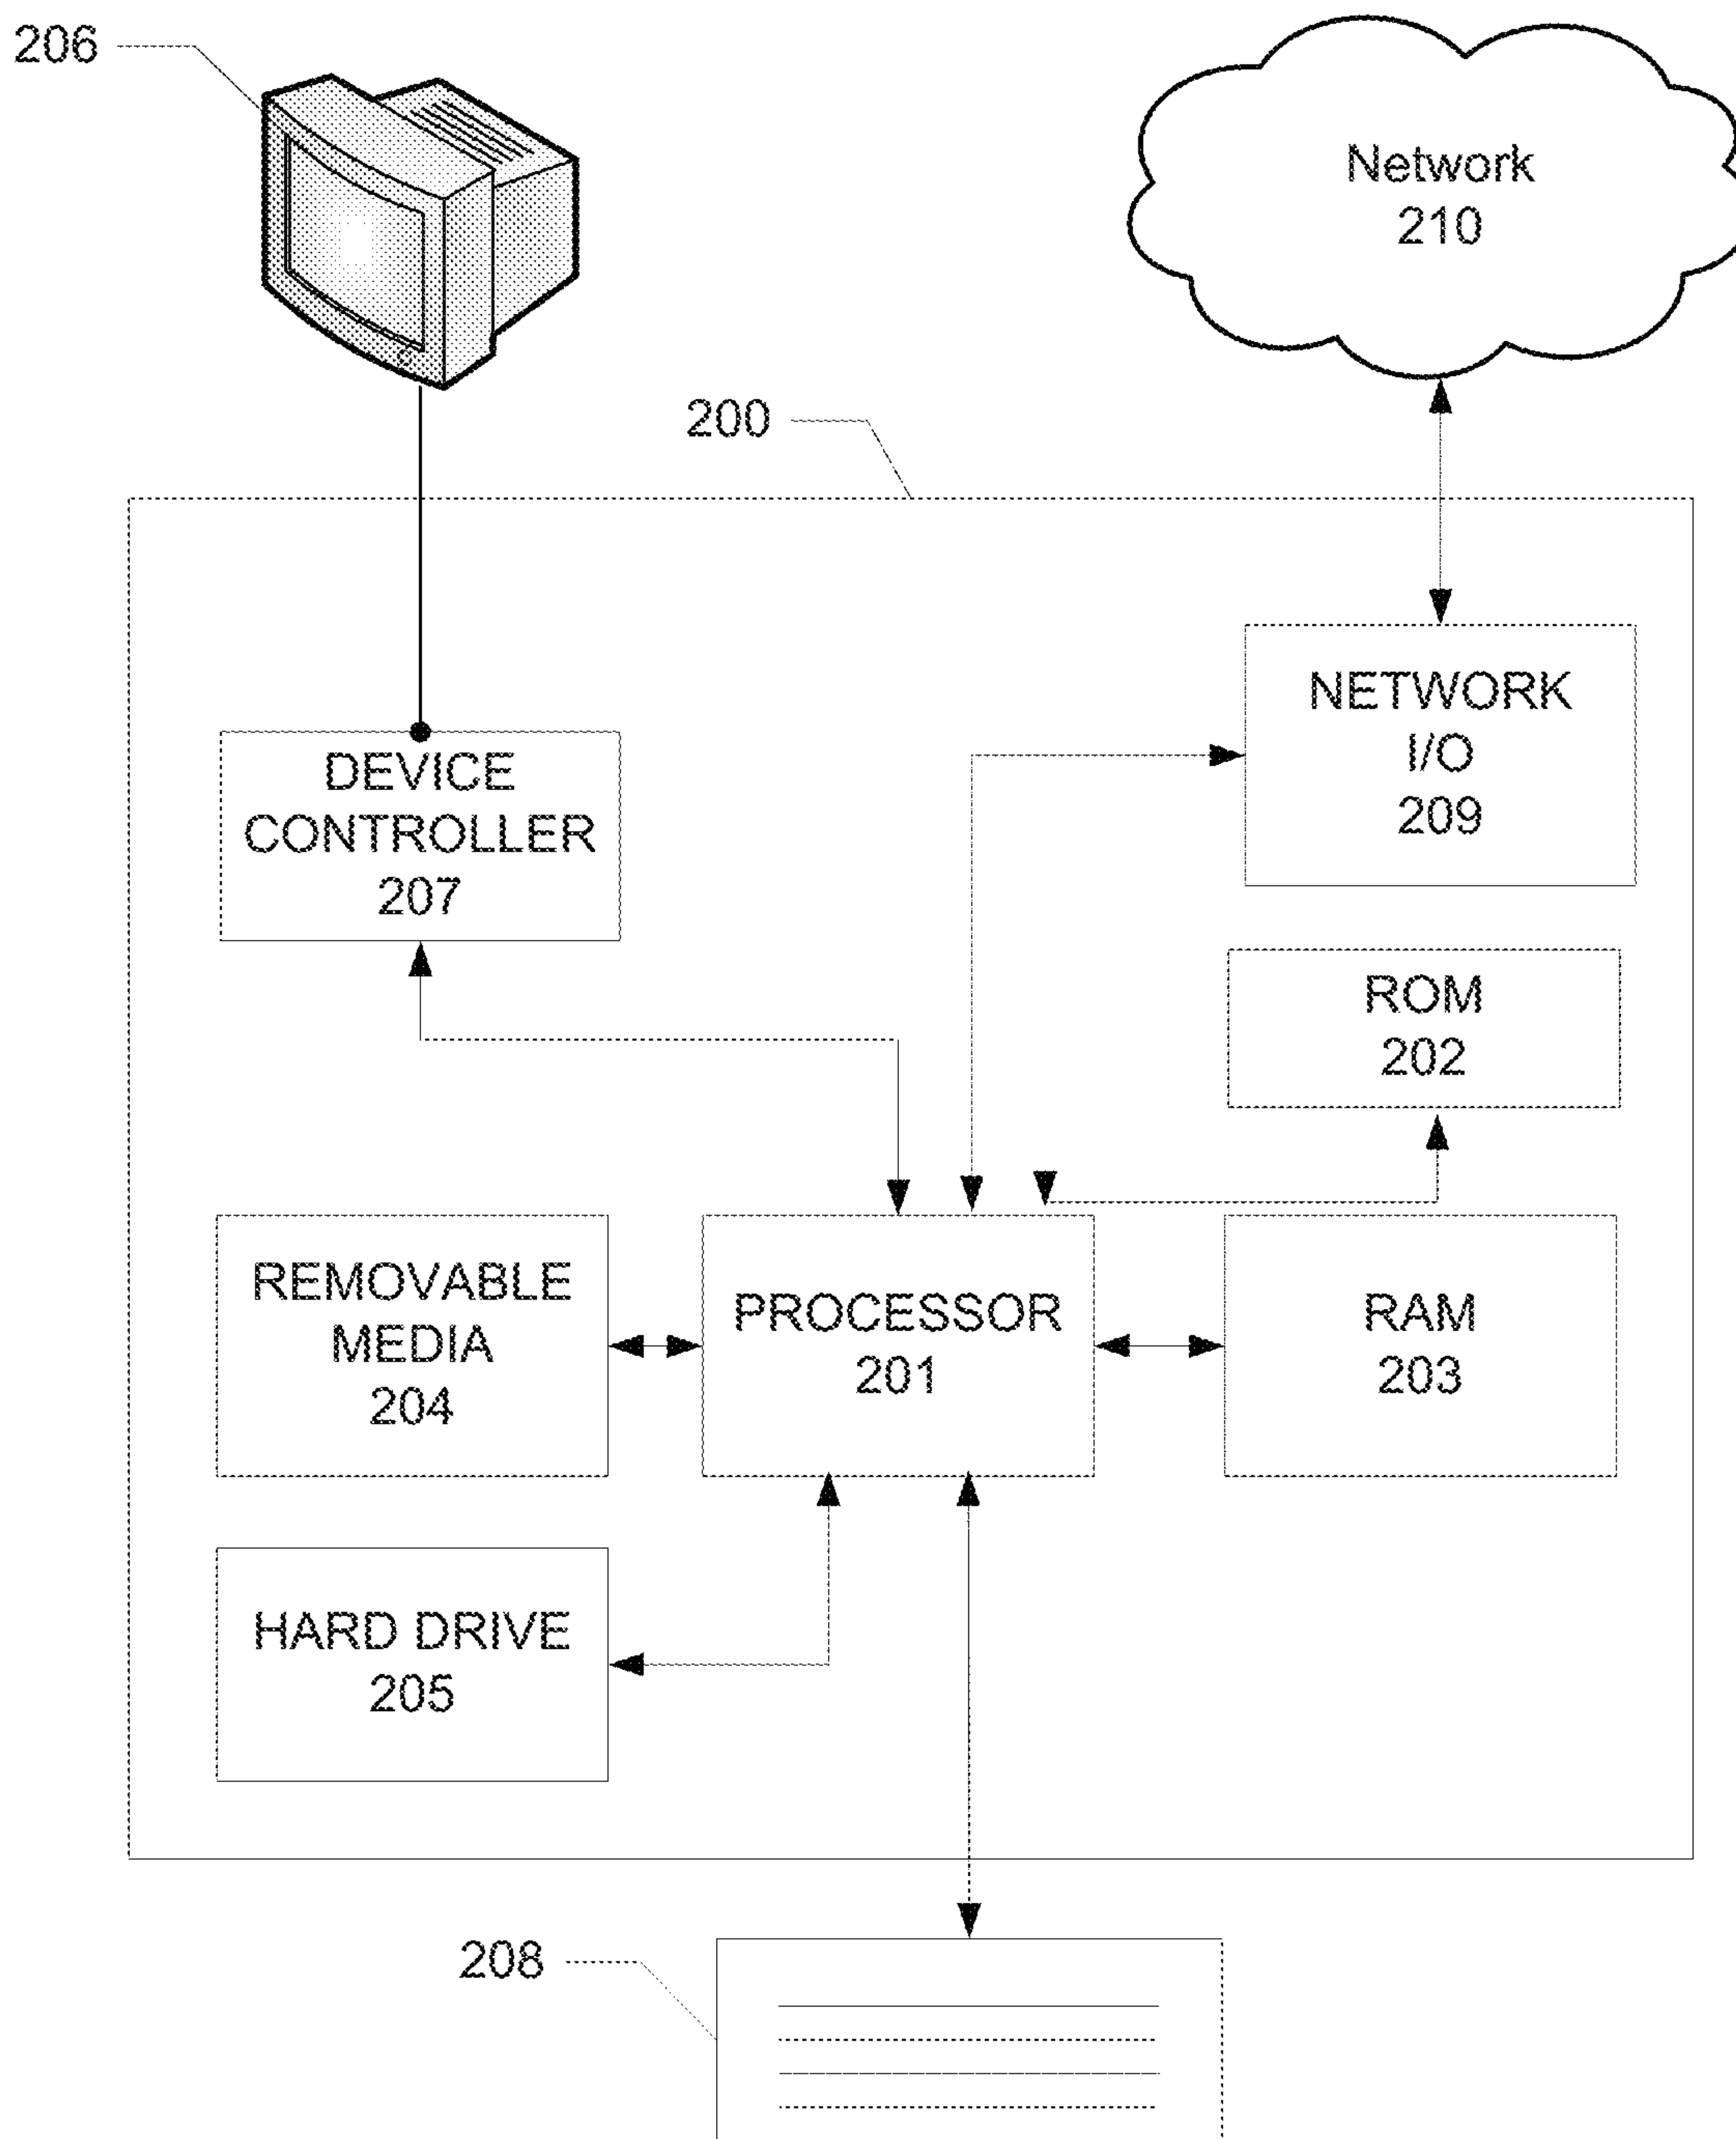 206
Network
210
200
NETWORK
I/O
209
DEVICE
CONTROLLER
207
ROM
202
REMOVABLE
MEDIA
204
PROCESSOR
201
RAM
203
HARD DRIVE
205
208